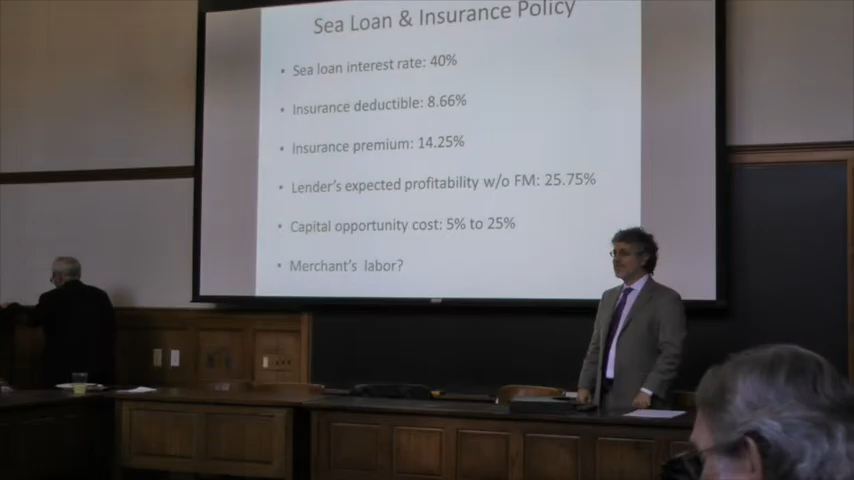 Sea Loan & Insurance Policy
• Sea loan interest rate: 40%
• Insurance deductible: 8.66%
• Insurance premium: 14.25%
• Lender's expected profitability w/o FM: 25.75%
• Capital opportunity cost: 5% to 25%
• Merchant's labor?